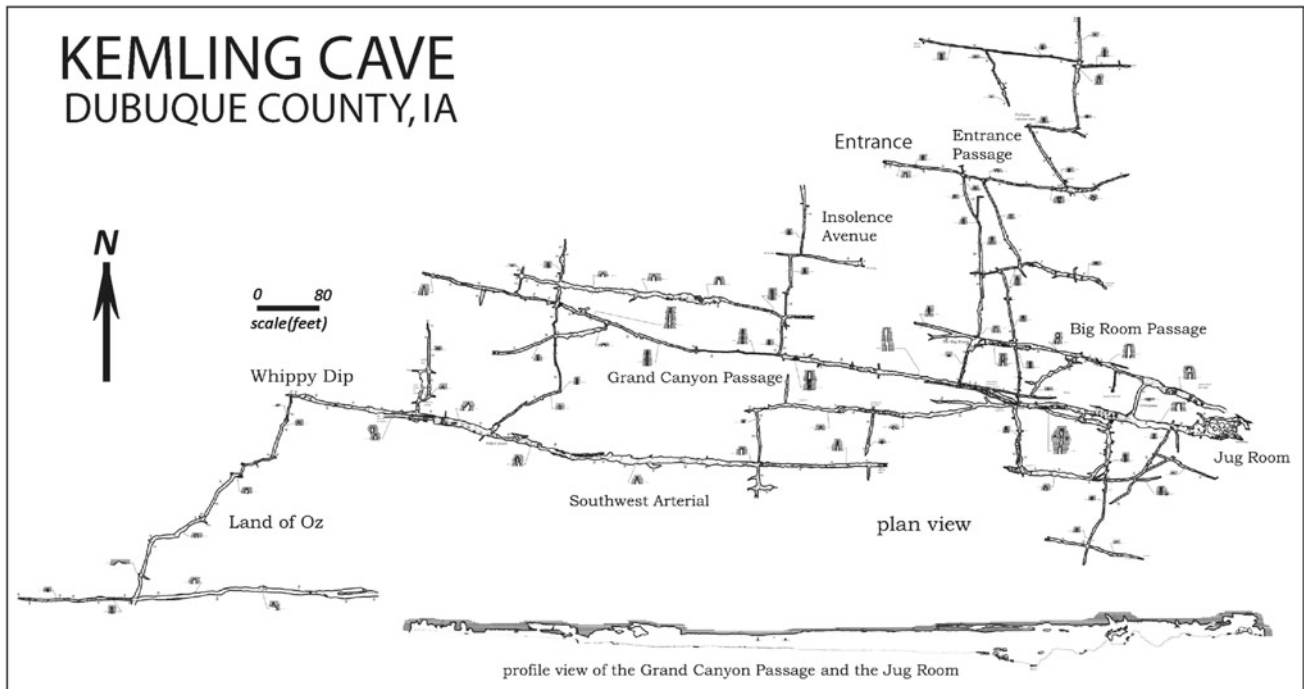 KEMLING CAVE
DUBUQUE COUNTY, IA
Entrance
Entrance
Passage
Insolence
Avenue
N
0 80
scale(feet)
Big Room Passage
Whippy Dip
Grand Canyon Passage
Jug Room
Southwest Arterial
Land of Oz
plan view
profile view of the Grand Canyon Passage and the Jug Room